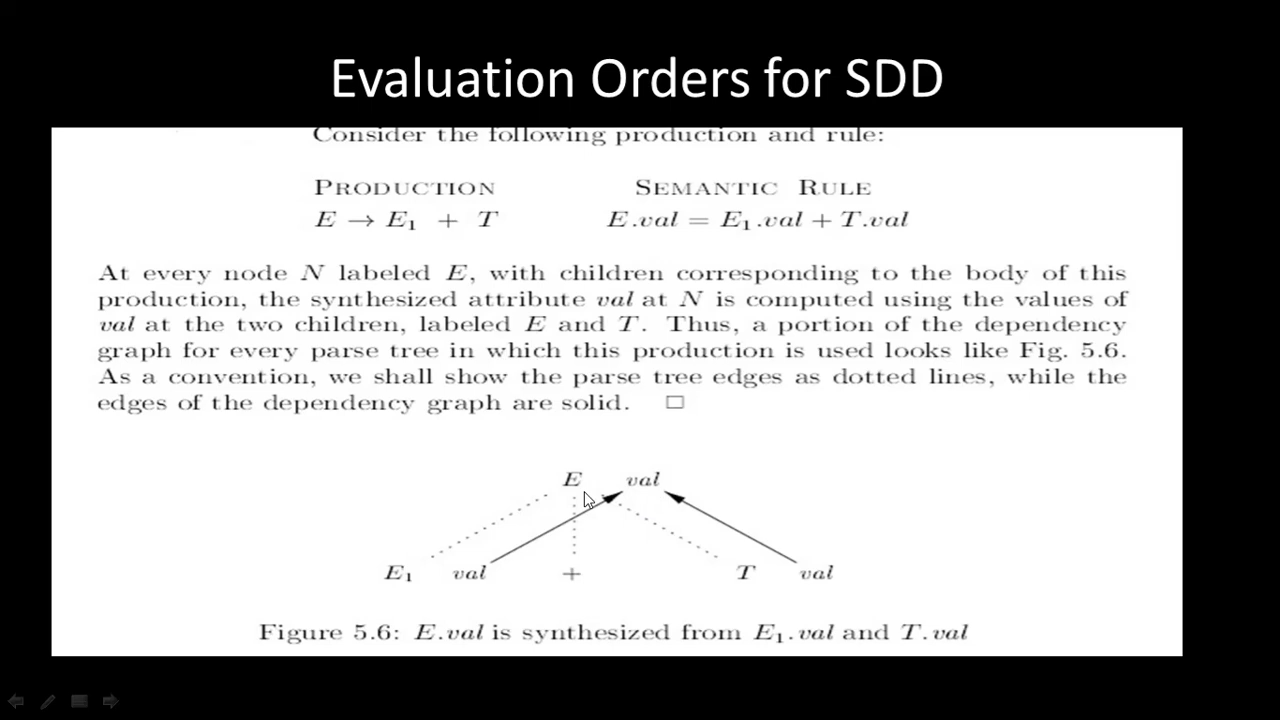 Evaluation Orders for SDD
Consider the following production and rule:
PRODUCTION SEMANTIC RULE
E → E₁ + T E.val = E₁.val + T.val
At every node N labeled E, with children corresponding to the body of this
production, the synthesized attribute val at N is computed using the values of
val at the two children, labeled E and T. Thus, a portion of the dependency
graph for every parse tree in which this production is used looks like Fig. 5.6.
As a convention, we shall show the parse tree edges as dotted lines, while the
edges of the dependency graph are solid. □
E val
E₁ val + T val
Figure 5.6: E.val is synthesized from E₁.val and T.val